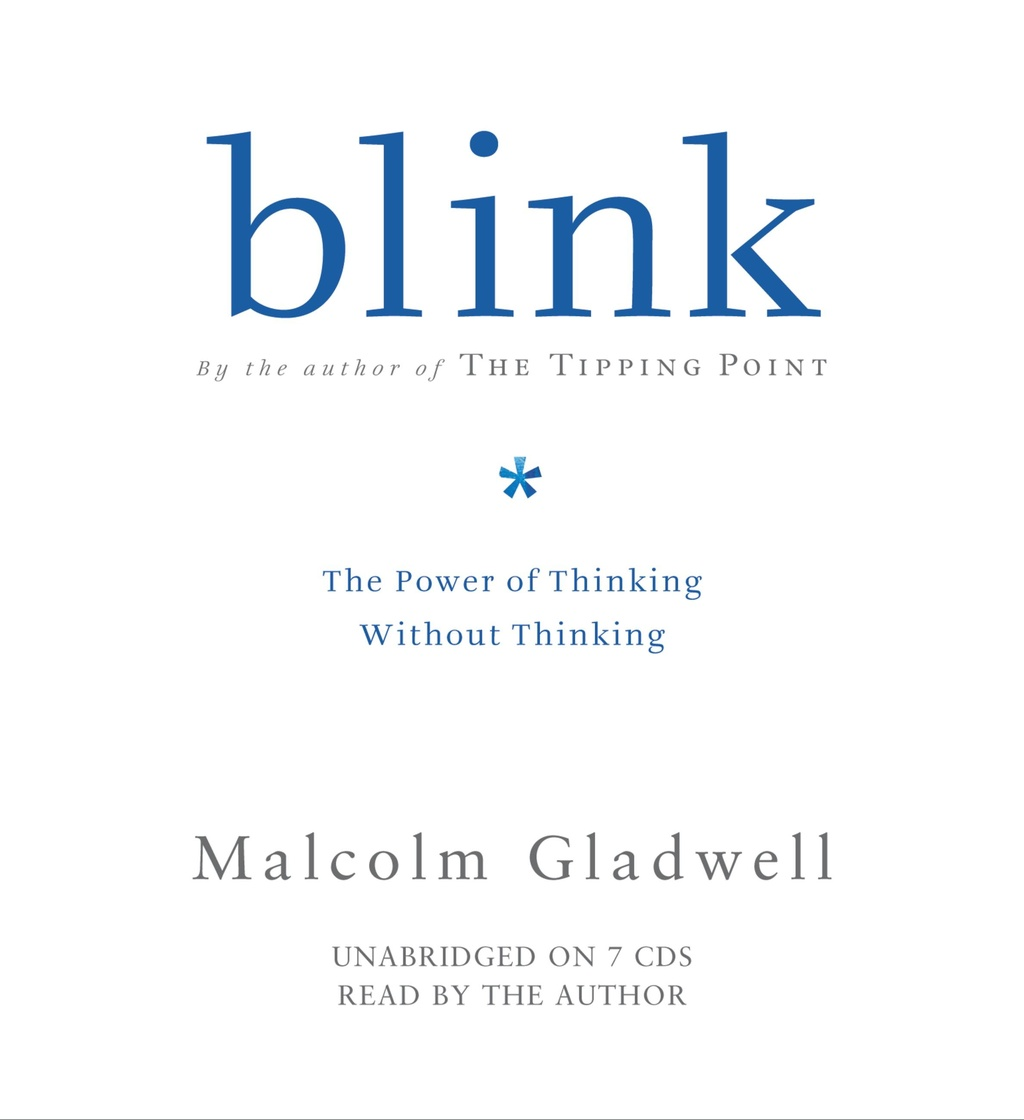 blink
By the author of THE TIPPING POINT
*
The Power of Thinking
Without Thinking
Malcolm Gladwell
UNABRIDGED ON 7 CDS
READ BY THE AUTHOR